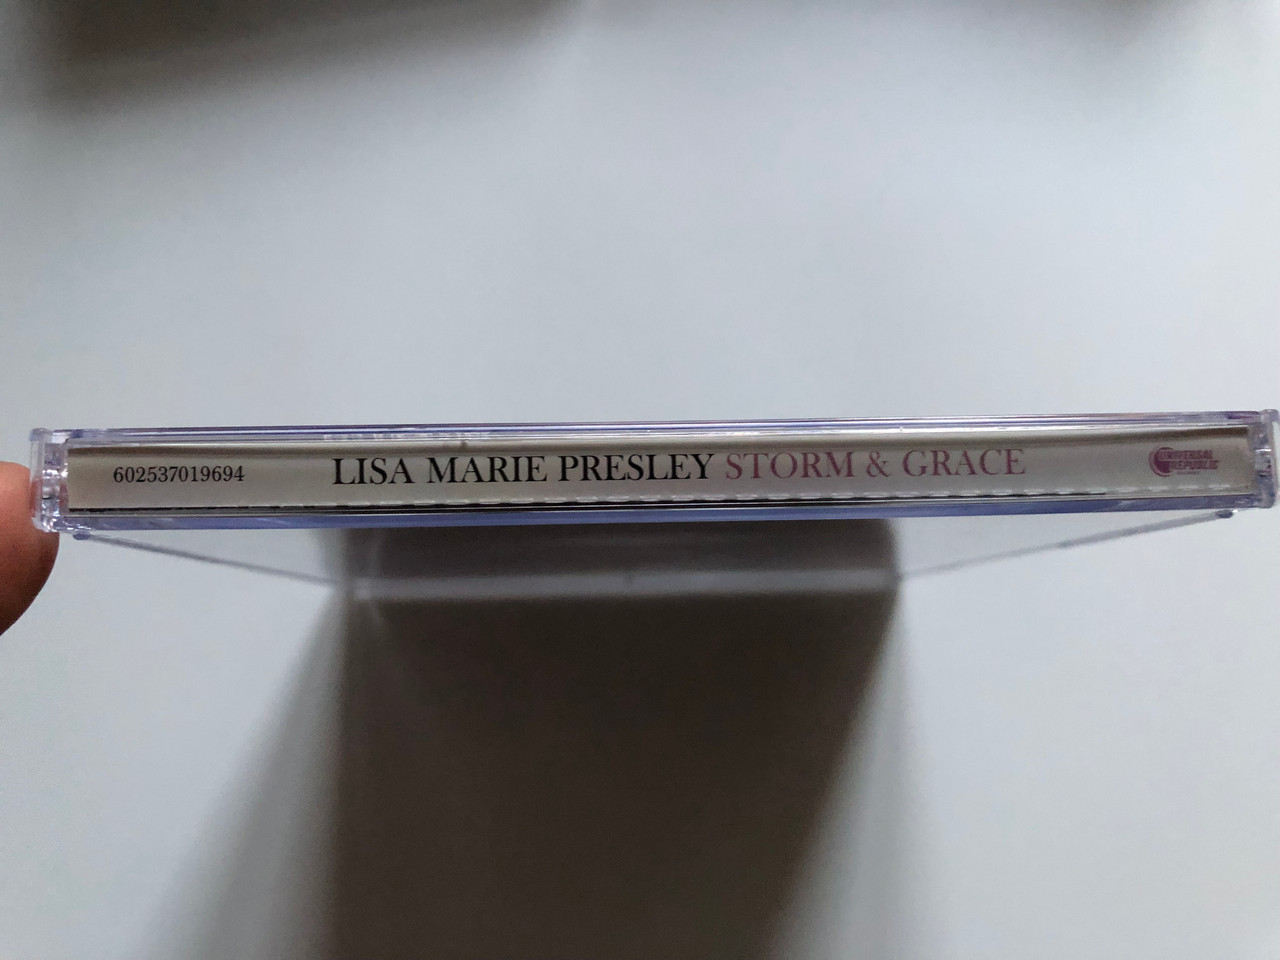 602537019694 LISA MARIE PRESLEY STORM & GRACE UNIVERSAL
REPUBLIC